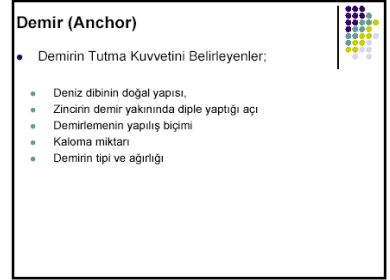 Demir (Anchor)
Demirin Tutma Kuvvetini Belirleyenler;
Deniz dibinin doğal yapısı,
Zincirin demir yakınında diple yaptığı açı
Demirlemenin yapılış biçimi
Kaloma miktarı
Demirin tipi ve ağırlığı